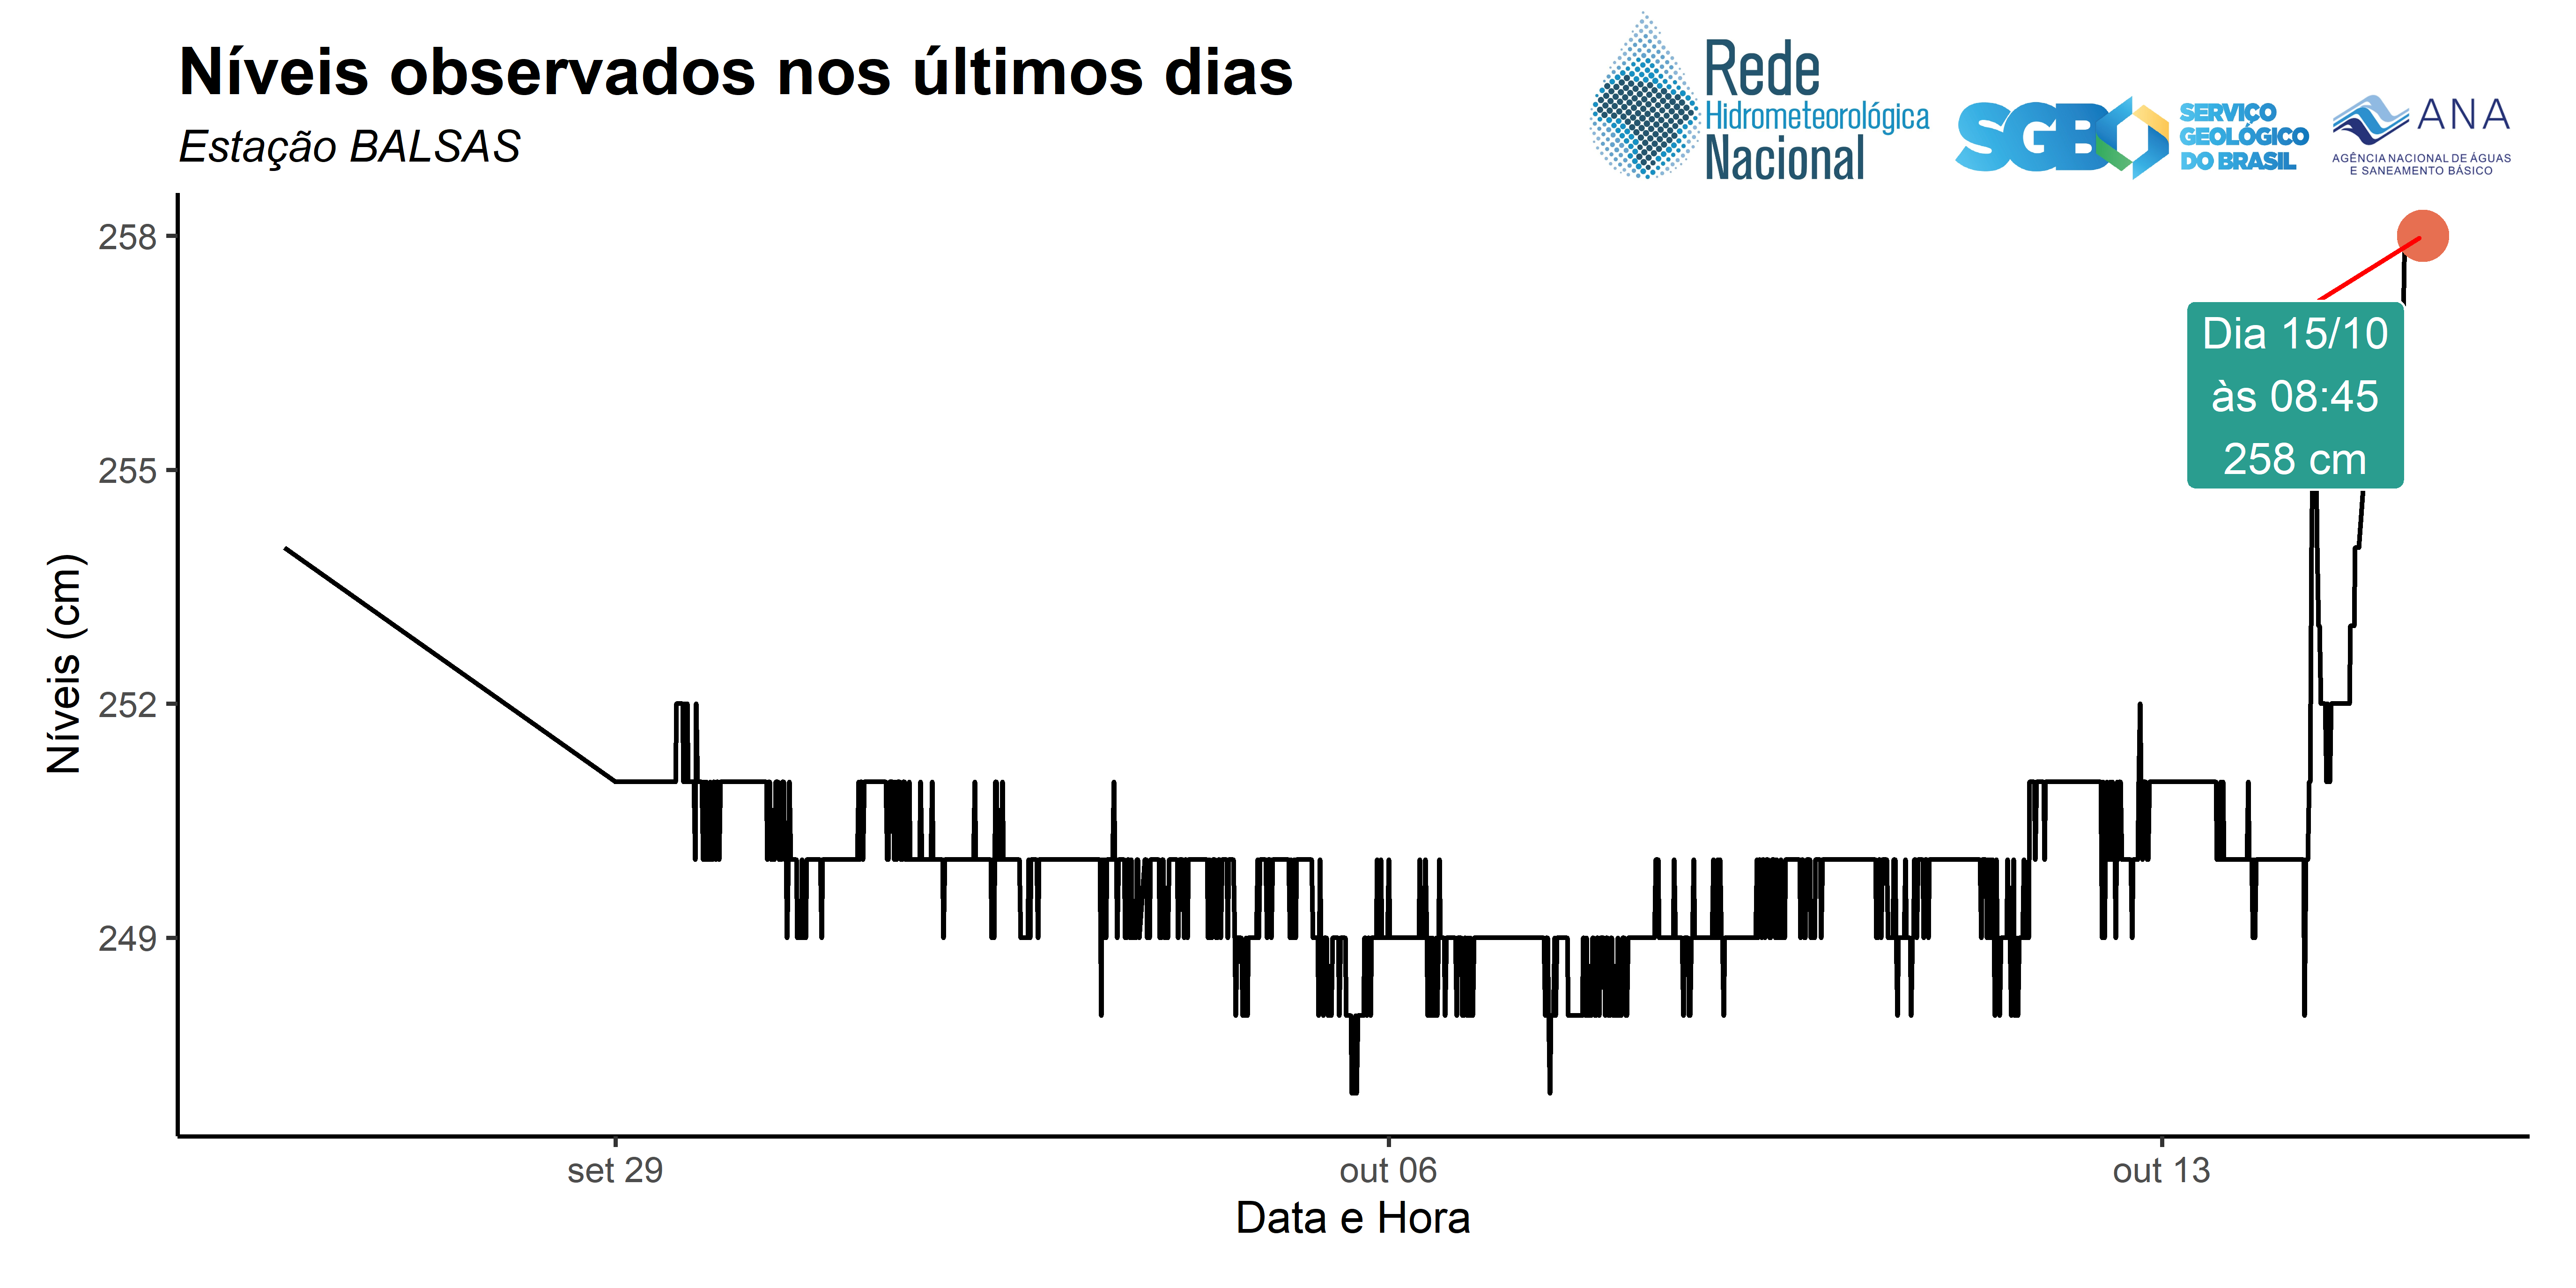 Níveis observados nos últimos dias
Estação BALSAS
Rede
Hidrometeorológica
Nacional
SGB
SERVIÇO
GEOLÓGICO
DO BRASIL
ANA
AGÊNCIA NACIONAL DE ÁGUAS
E SANEAMENTO BÁSICO
258
255
252
249
Níveis (cm)
Dia 15/10
às 08:45
258 cm
set 29
out 06
out 13
Data e Hora